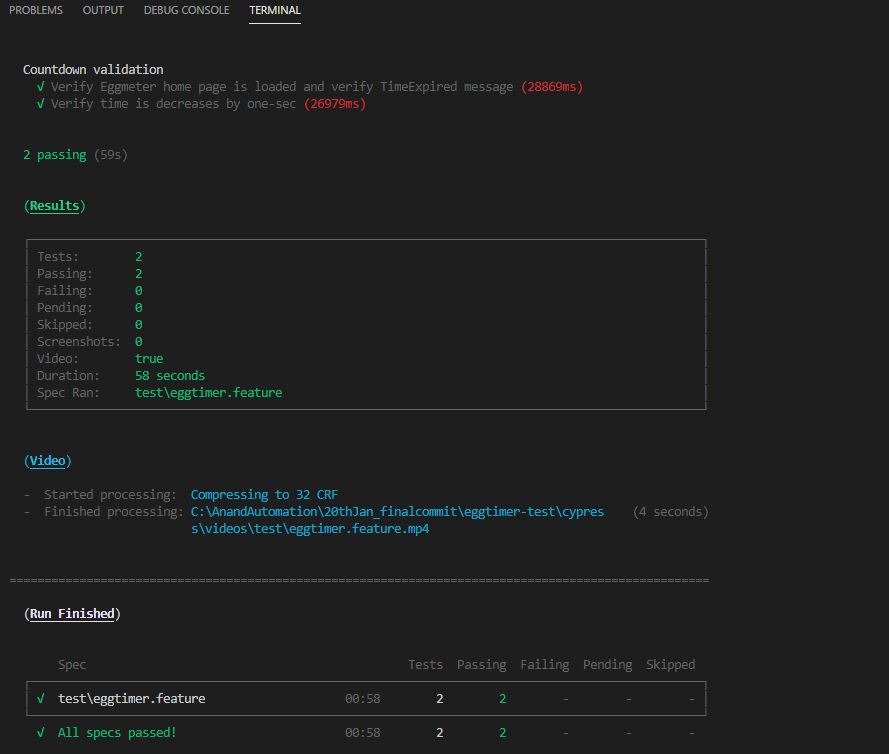 PROBLEMS OUTPUT DEBUG CONSOLE TERMINAL
Countdown validation
√ Verify Eggmeter home page is loaded and verify TimeExpired message (28869ms)
√ Verify time is decreases by one-sec (26979ms)
2 passing (59s)
(Results)
Tests: 2
Passing: 2
Failing: 0
Pending: 0
Skipped: 0
Screenshots: 0
Video: true
Duration: 58 seconds
Spec Ran: test\eggtimer.feature
(Video)
- Started processing: Compressing to 32 CRF
- Finished processing: C:\AnandAutomation\20thJan_finalcommit\eggtimer-test\cypres (4 seconds)
s\videos\test\eggtimer.feature.mp4
====================================================================================================
(Run Finished)
Spec Tests Passing Failing Pending Skipped
√ test\eggtimer.feature 00:58 2 2 - - -
√ All specs passed! 00:58 2 2 - - -